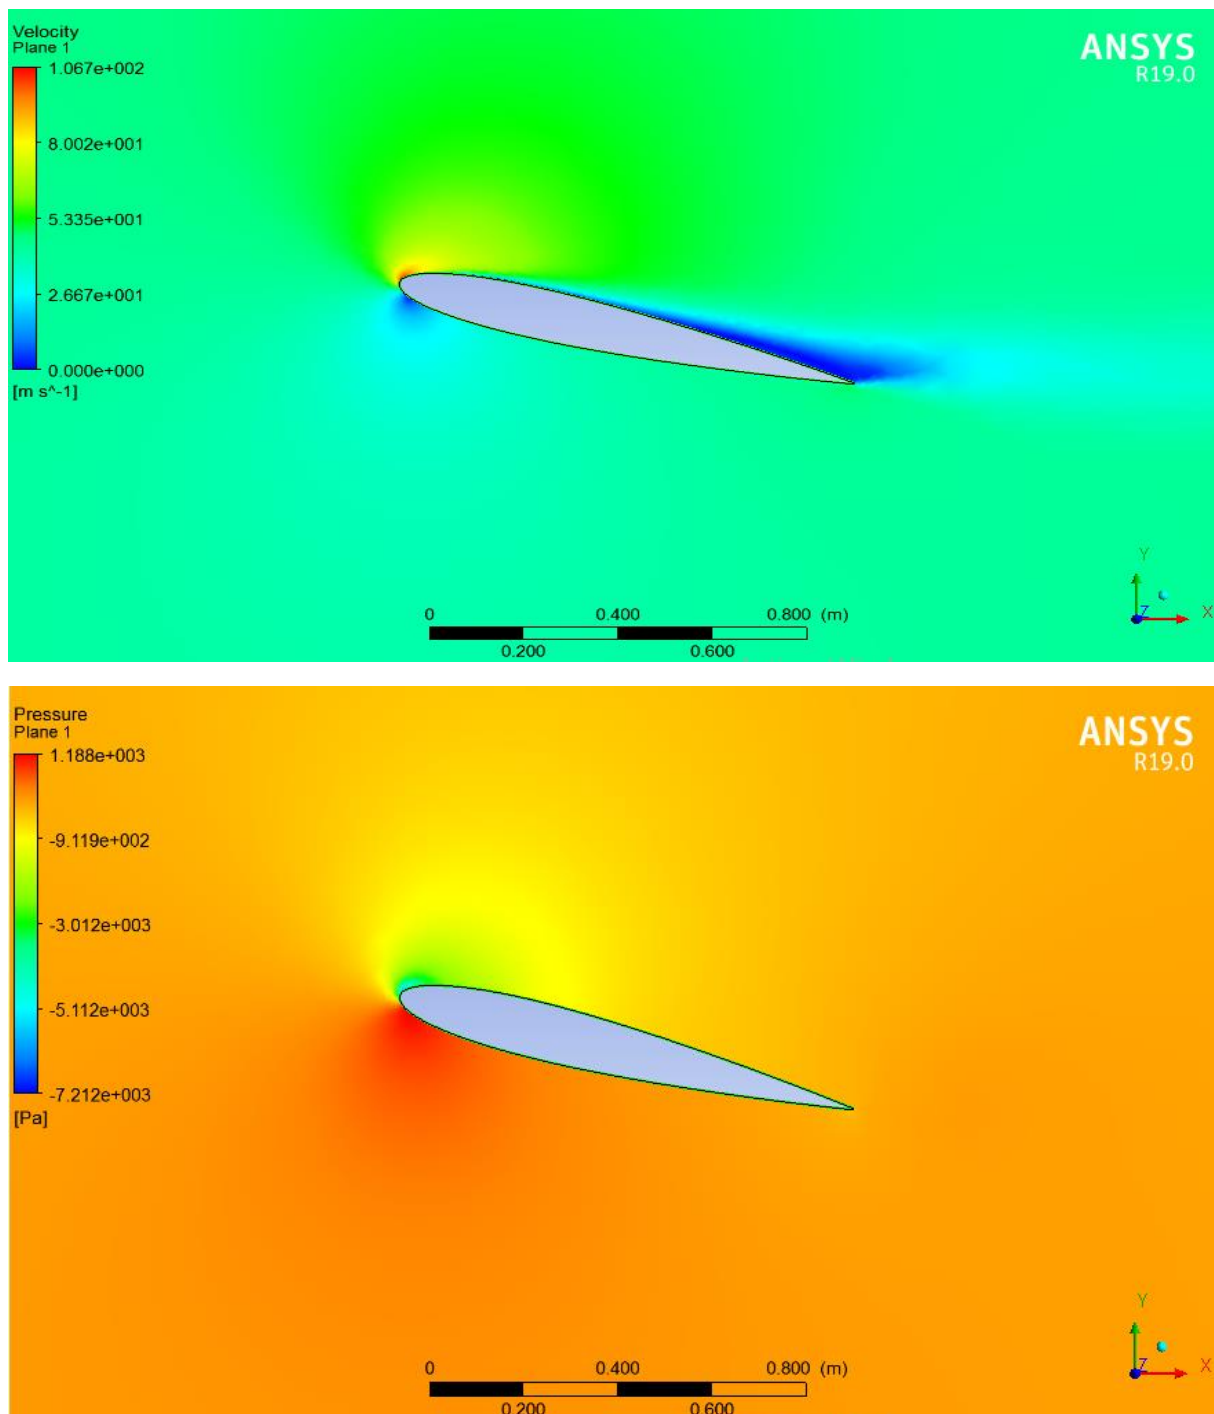 Velocity
Plane 1
ANSYS
R19.0
1.067e+002
8.002e+001
5.335e+001
2.667e+001
0.000e+000
[m s^-1]
Y
Z X
0 0.400 0.800 (m)
0.200 0.600
Pressure
Plane 1
ANSYS
R19.0
1.188e+003
-9.119e+002
-3.012e+003
-5.112e+003
-7.212e+003
[Pa]
Y
Z X
0 0.400 0.800 (m)
0.200 0.600